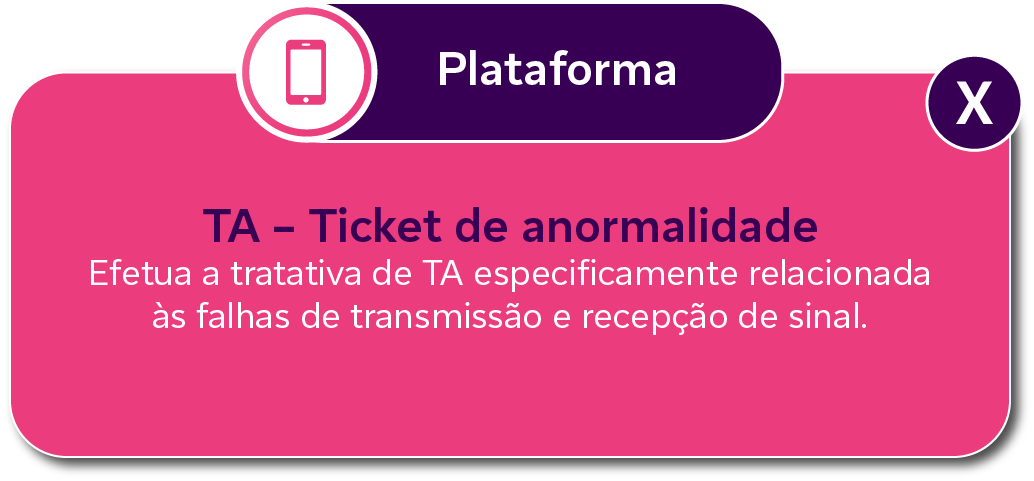 Plataforma
X
TA – Ticket de anormalidade
Efetua a tratativa de TA especificamente relacionada
às falhas de transmissão e recepção de sinal.